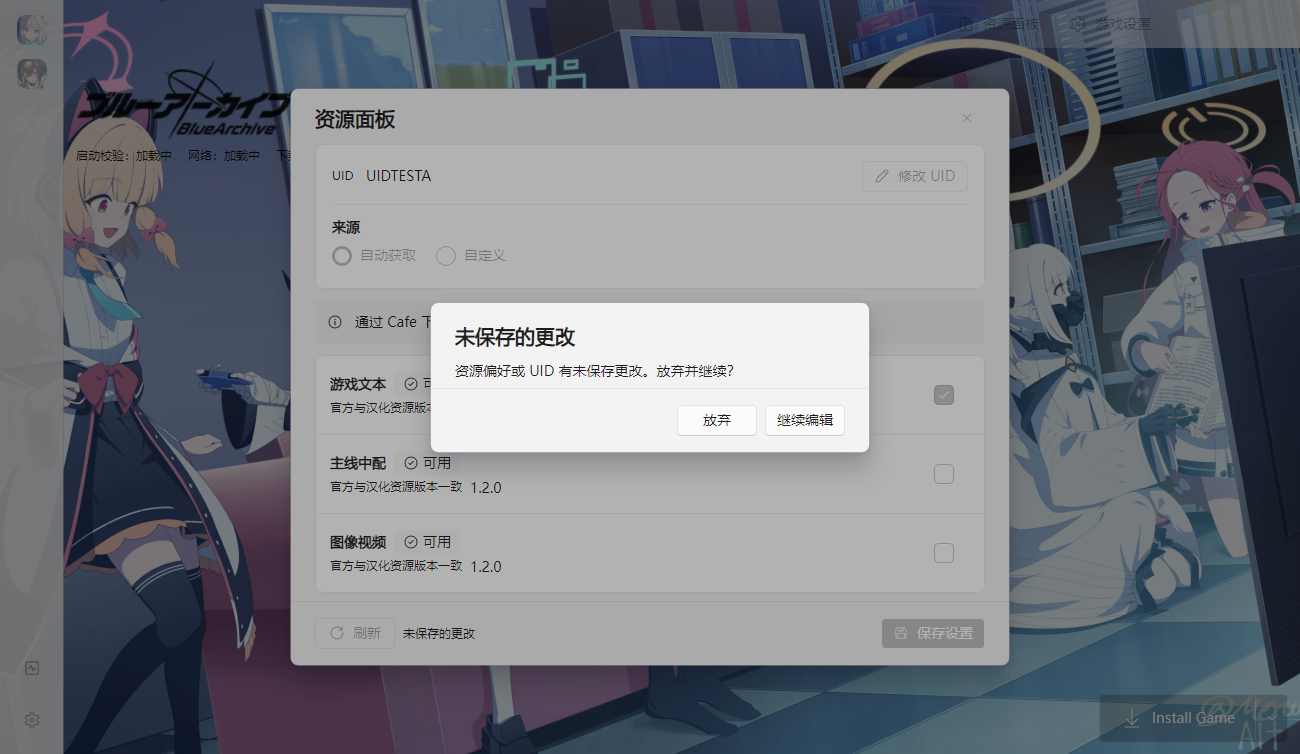 资源面板 游戏设置
ブルーアーカイブ
BlueArchive
启动校验：加载中 网络：加载中
资源面板
UID UIDTESTA 修改 UID
来源
自动获取 自定义
通过 Cafe
未保存的更改
资源偏好或 UID 有未保存更改。放弃并继续？
放弃 继续编辑
游戏文本
官方与汉化资源版本
主线中配 可用
官方与汉化资源版本一致 1.2.0
图像视频 可用
官方与汉化资源版本一致 1.2.0
刷新 未保存的更改 保存设置
Install Game